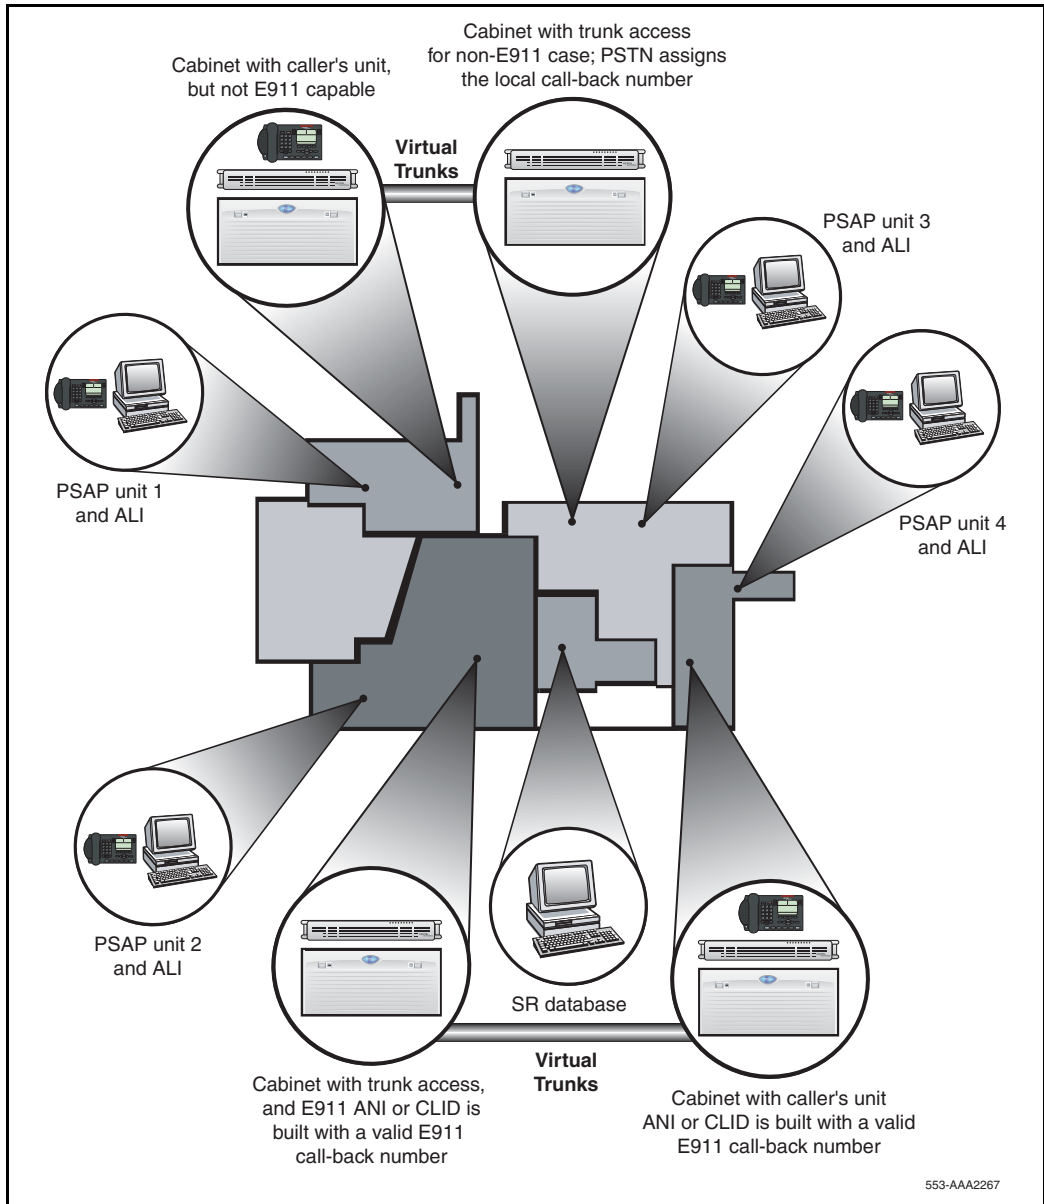 Cabinet with trunk access
for non-E911 case; PSTN assigns
the local call-back number
Cabinet with caller's unit,
but not E911 capable
Virtual
Trunks
PSAP unit 3
and ALI
PSAP unit 1
and ALI
PSAP unit 4
and ALI
PSAP unit 2
and ALI
SR database
Virtual
Trunks
Cabinet with trunk access,
and E911 ANI or CLID is
built with a valid E911
call-back number
Cabinet with caller's unit
ANI or CLID is built with a valid
E911 call-back number
553-AAA2267